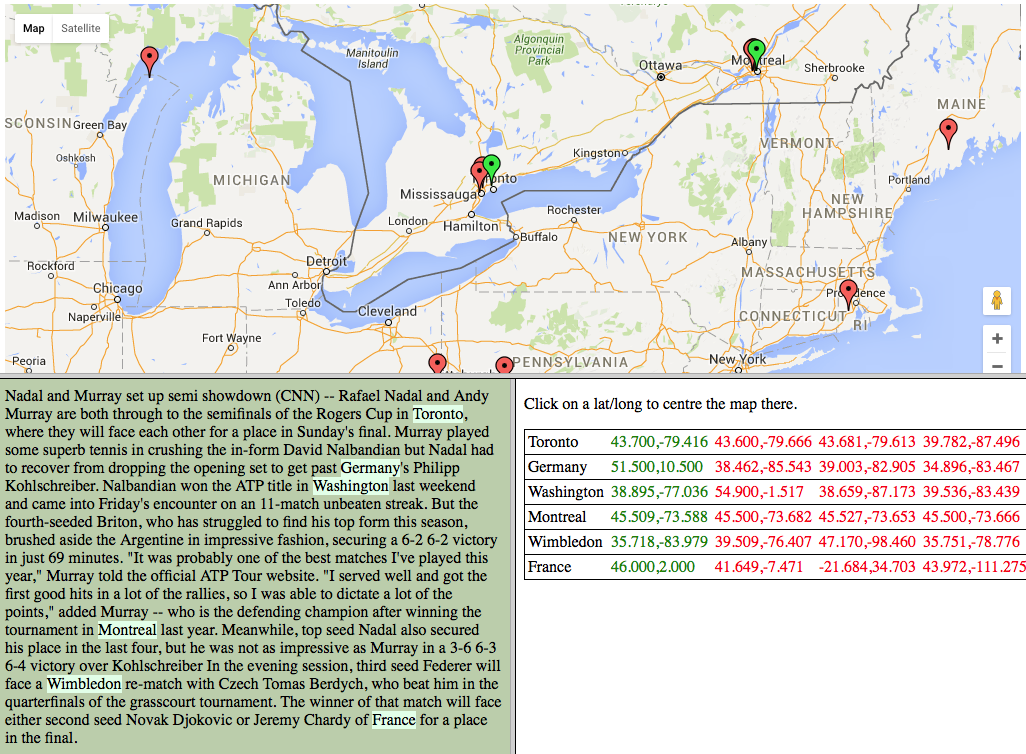 Map Satellite
Manitoulin
Island
Algonquin
Provincial
Park
Ottawa
Montreal
Sherbrooke
MAINE
Green Bay
Oshkosh
MICHIGAN
Kingston
VERMONT
Portland
Mississauga
Toronto
Madison
Milwaukee
Grand Rapids
London
Hamilton
Rochester
Buffalo
NEW YORK
NEW
HAMPSHIRE
Albany
Rockford
Detroit
Ann Arbor
MASSACHUSETTS
Chicago
Toledo
Cleveland
Providence
Naperville
CONNECTICUT
RI
Fort Wayne
Peoria
PENNSYLVANIA
New York
+
−
Nadal and Murray set up semi showdown (CNN) -- Rafael Nadal and Andy
Murray are both through to the semifinals of the Rogers Cup in Toronto,
where they will face each other for a place in Sunday's final. Murray played
some superb tennis in crushing the in-form David Nalbandian but Nadal had
to recover from dropping the opening set to get past Germany's Philipp
Kohlschreiber. Nalbandian won the ATP title in Washington last weekend
and came into Friday's encounter on an 11-match unbeaten streak. But the
fourth-seeded Briton, who has struggled to find his top form this season,
brushed aside the Argentine in impressive fashion, securing a 6-2 6-2 victory
in just 69 minutes. "It was probably one of the best matches I've played this
year," Murray told the official ATP Tour website. "I served well and got the
first good hits in a lot of the rallies, so I was able to dictate a lot of the
points," added Murray -- who is the defending champion after winning the
tournament in Montreal last year. Meanwhile, top seed Nadal also secured
his place in the last four, but he was not as impressive as Murray in a 3-6 6-3
6-4 victory over Kohlschreiber In the evening session, third seed Federer will
face a Wimbledon re-match with Czech Tomas Berdych, who beat him in the
quarterfinals of the grasscourt tournament. The winner of that match will face
either second seed Novak Djokovic or Jeremy Chardy of France for a place
in the final.
Click on a lat/long to centre the map there.
Toronto 43.700,-79.416 43.600,-79.666 43.681,-79.613 39.782,-87.496
Germany 51.500,10.500 38.462,-85.543 39.003,-82.905 34.896,-83.467
Washington 38.895,-77.036 54.900,-1.517 38.659,-87.173 39.536,-83.439
Montreal 45.509,-73.588 45.500,-73.682 45.527,-73.653 45.500,-73.666
Wimbledon 35.718,-83.979 39.509,-76.407 47.170,-98.460 35.751,-78.776
France 46.000,2.000 41.649,-7.471 -21.684,34.703 43.972,-111.275